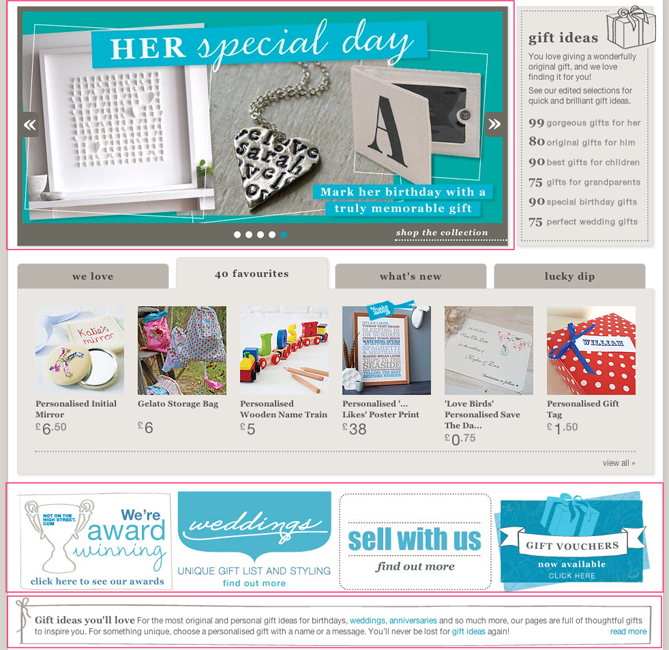 HER special day
A
Mark her birthday with a
truly memorable gift
shop the collection
gift ideas
You love giving a wonderfully
original gift, and we love
finding it for you!
See our edited selections for
quick and brilliant gift ideas.
99 gorgeous gifts for her
80 original gifts for him
90 best gifts for children
75 gifts for grandparents
90 special birthday gifts
75 perfect wedding gifts
we love
40 favourites
what's new
lucky dip
Katie's
mirror
WILLIAM
Personalised Initial
Mirror
£6.50
Gelato Storage Bag
£6
Personalised
Wooden Name Train
£5
Personalised '...
Likes' Poster Print
£38
'Love Birds'
Personalised Save
The Da...
£0.75
Personalised Gift
Tag
£1.50
view all »
NOT ON THE
HIGH STREET.
COM
We're
award
winning
click here to see our awards
weddings
UNIQUE GIFT LIST AND STYLING
find out more
sell with us
find out more
GIFT VOUCHERS
now available
CLICK HERE
Gift ideas you'll love For the most original and personal gift ideas for birthdays, weddings, anniversaries and so much more, our pages are full of thoughtful gifts
to inspire you. For something unique, choose a personalised gift with a name or a message. You'll never be lost for gift ideas again!
read more